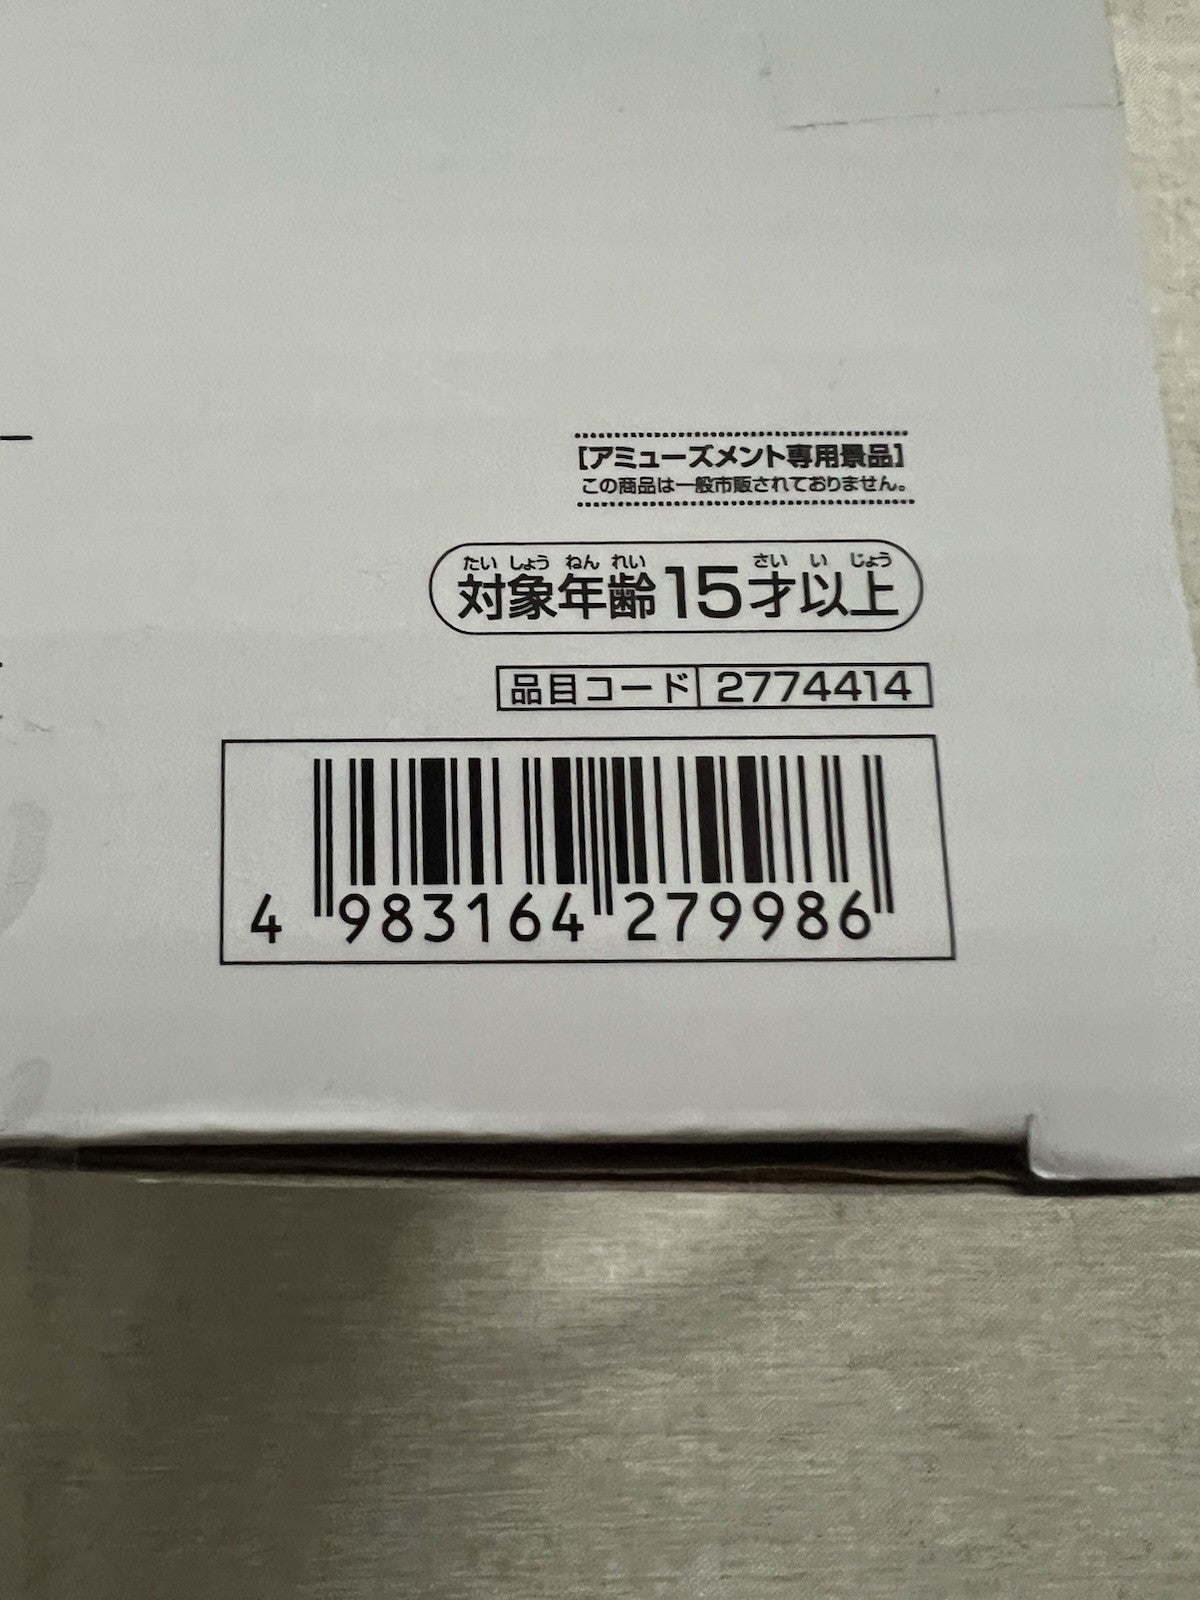 [アミューズメント専用景品]
この商品は一般市販されておりません。
たい しょう ねん れい さい い じょう
対象年齢15才以上
品目コード 2774414
4 983164 279986